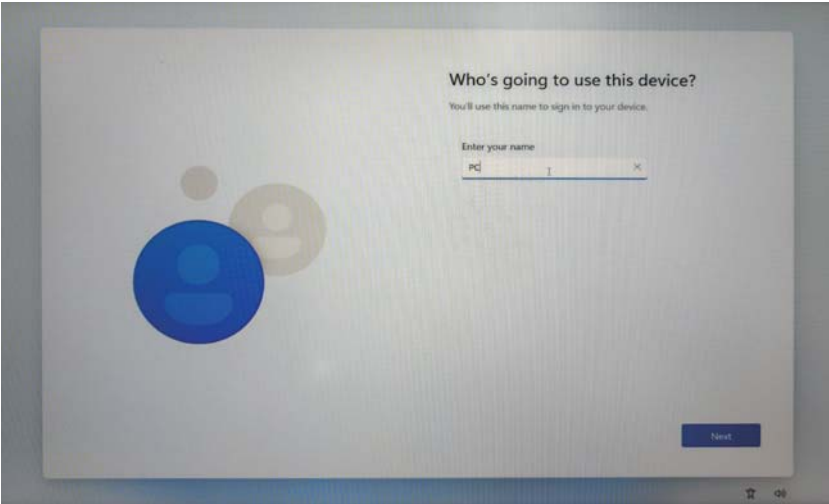 Who's going to use this device?
You'll use this name to sign in to your device.
Enter your name
PC
Next